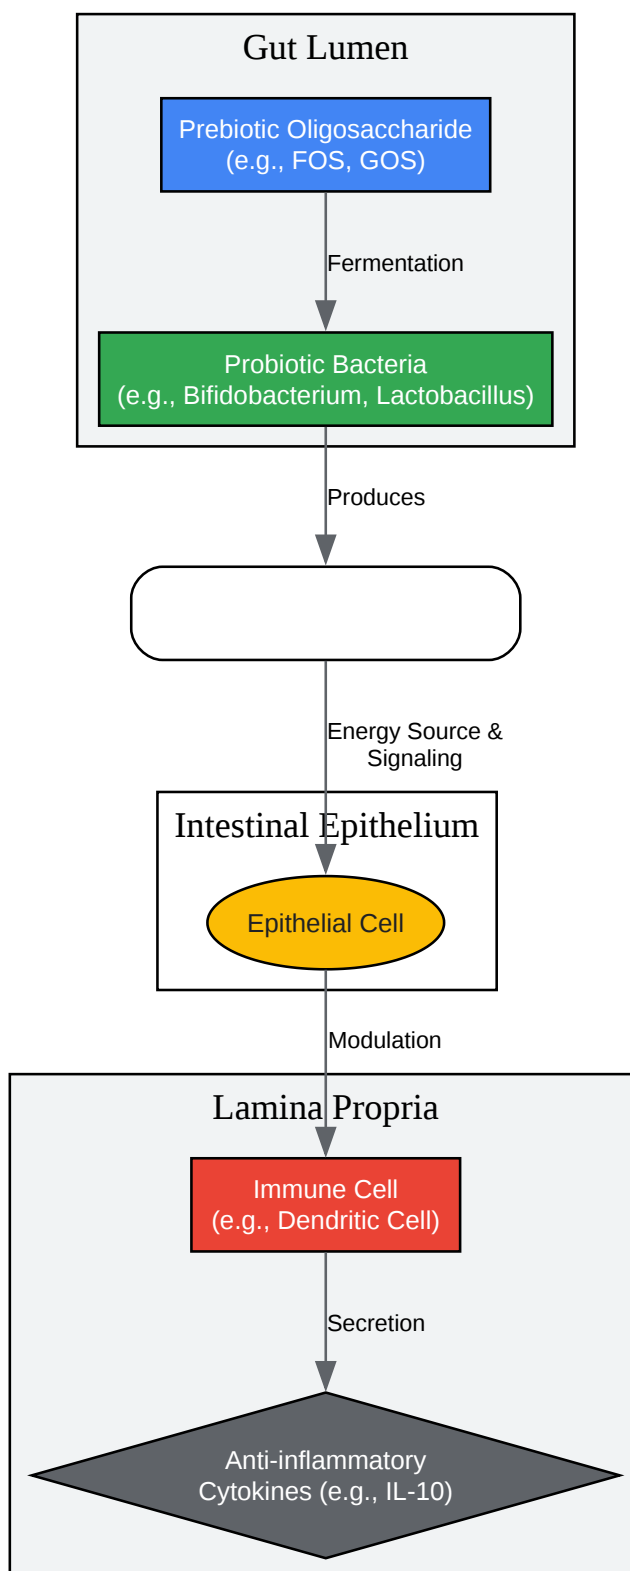 Gut Lumen
Prebiotic Oligosaccharide
(e.g., FOS, GOS)
Fermentation
Probiotic Bacteria
(e.g., Bifidobacterium, Lactobacillus)
Produces
Energy Source &
Signaling
Intestinal Epithelium
Epithelial Cell
Modulation
Lamina Propria
Immune Cell
(e.g., Dendritic Cell)
Secretion
Anti-inflammatory
Cytokines (e.g., IL-10)